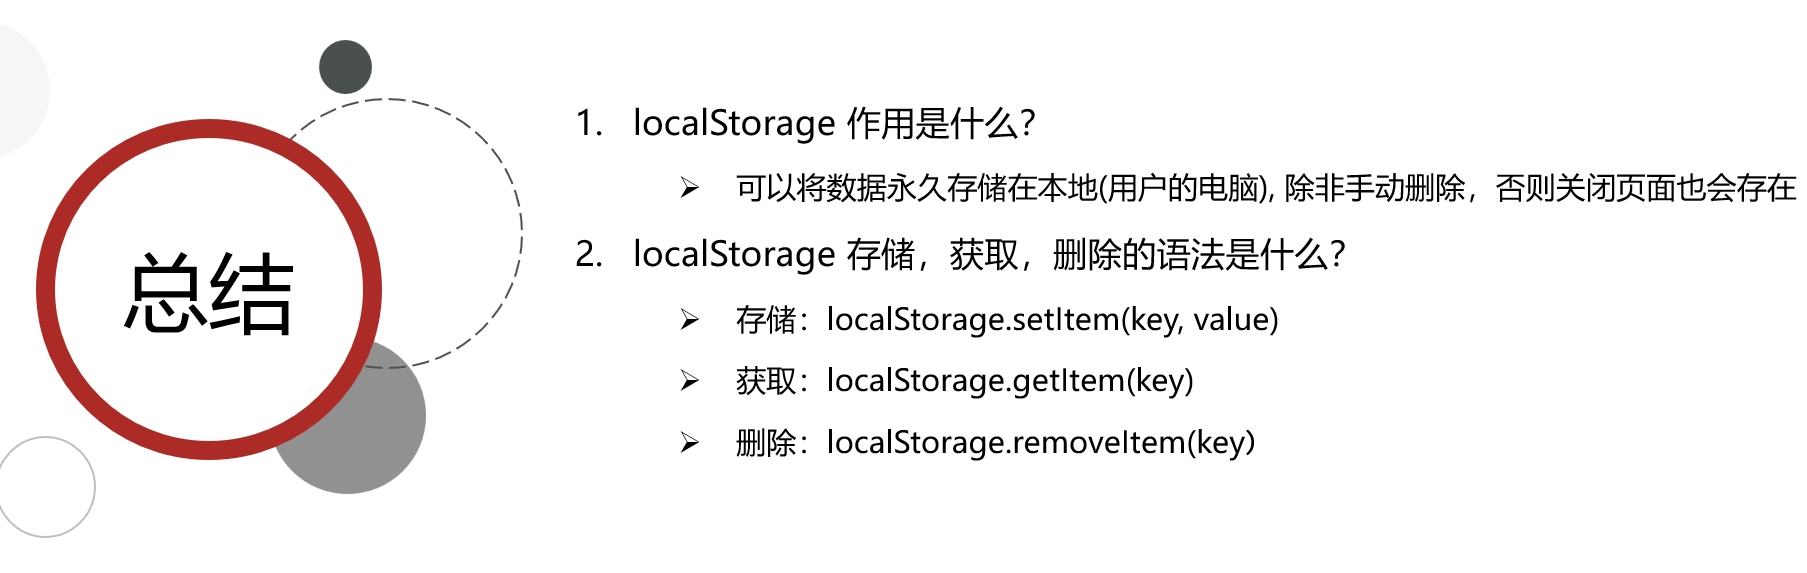 总结
1. localStorage 作用是什么？
➢ 可以将数据永久存储在本地(用户的电脑), 除非手动删除，否则关闭页面也会存在
2. localStorage 存储，获取，删除的语法是什么？
➢ 存储：localStorage.setItem(key, value)
➢ 获取：localStorage.getItem(key)
➢ 删除：localStorage.removeItem(key）